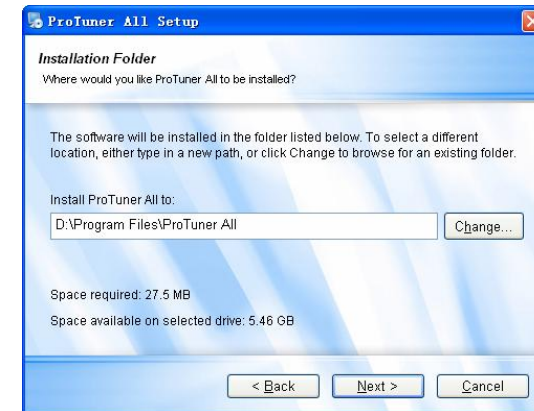 ProTuner All Setup
Installation Folder
Where would you like ProTuner All to be installed?
The software will be installed in the folder listed below. To select a different
location, either type in a new path, or click Change to browse for an existing folder.
Install ProTuner All to:
D:\Program Files\ProTuner All
Change...
Space required: 27.5 MB
Space available on selected drive: 5.46 GB
< Back Next > Cancel